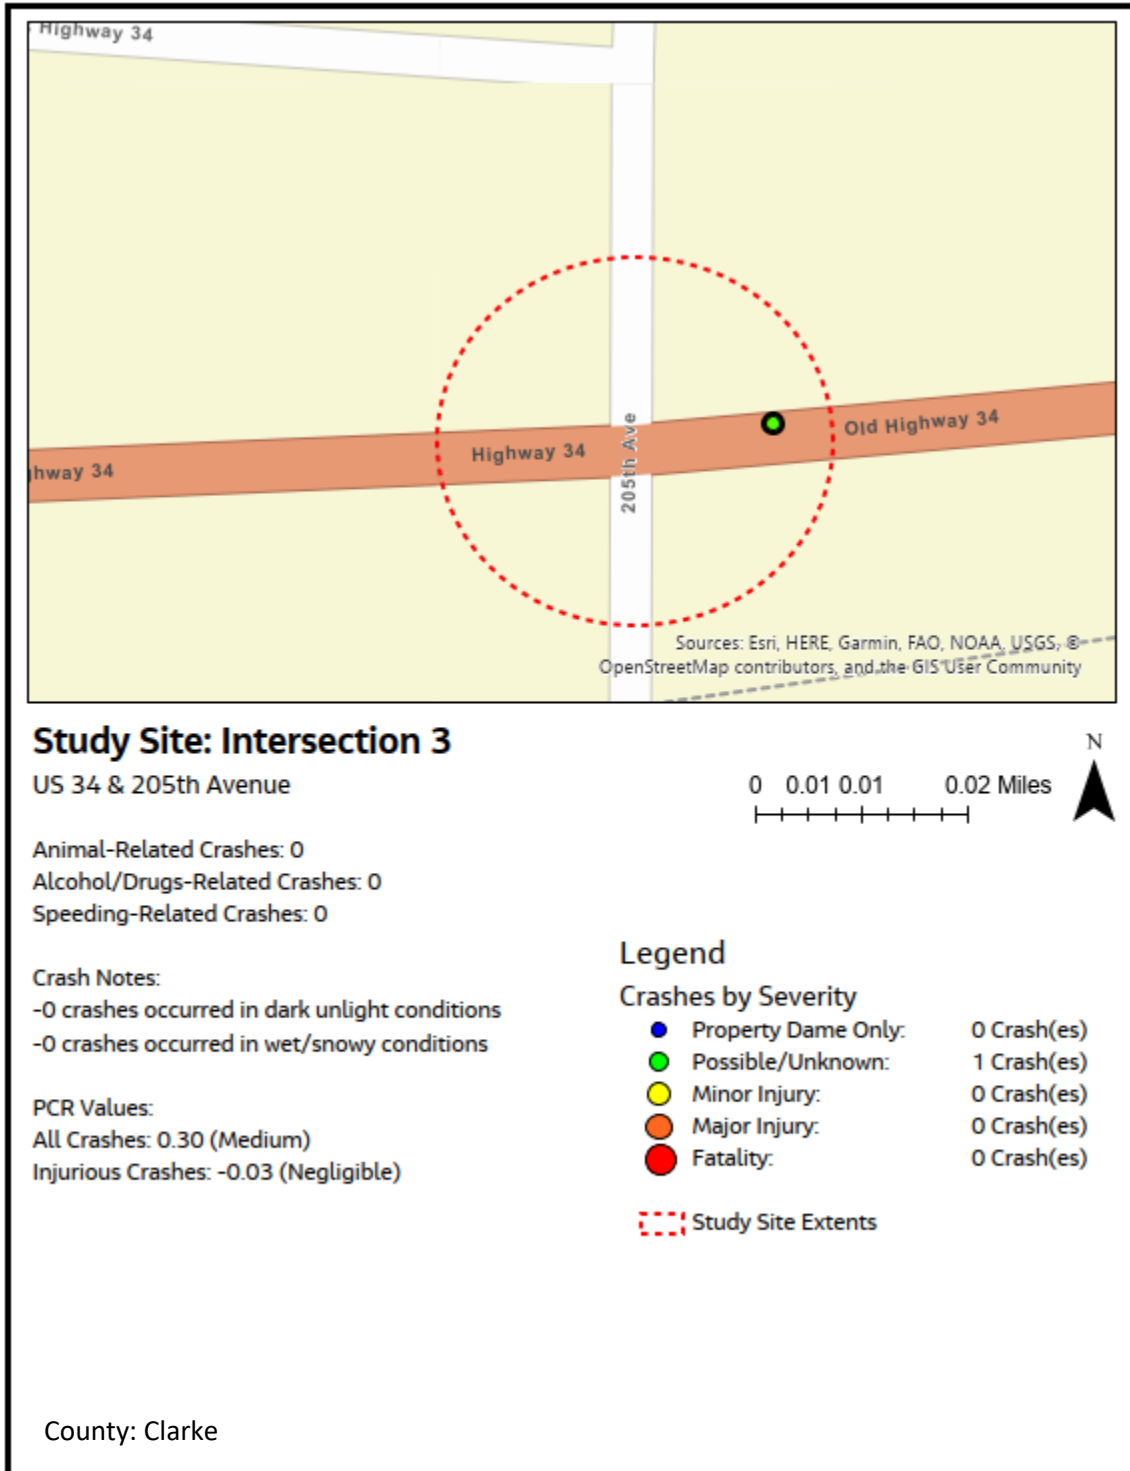 Highway 34
Highway 34
Old Highway 34
hway 34
205th Ave
Sources: Esri, HERE, Garmin, FAO, NOAA, USGS, ©
OpenStreetMap contributors, and the GIS User Community
Study Site: Intersection 3
US 34 & 205th Avenue
N
0 0.01 0.01 0.02 Miles
Animal-Related Crashes: 0
Alcohol/Drugs-Related Crashes: 0
Speeding-Related Crashes: 0
Crash Notes:
-0 crashes occurred in dark unlight conditions
-0 crashes occurred in wet/snowy conditions
PCR Values:
All Crashes: 0.30 (Medium)
Injurious Crashes: -0.03 (Negligible)
Legend
Crashes by Severity
Property Dame Only: 0 Crash(es)
Possible/Unknown: 1 Crash(es)
Minor Injury: 0 Crash(es)
Major Injury: 0 Crash(es)
Fatality: 0 Crash(es)
Study Site Extents
County: Clarke